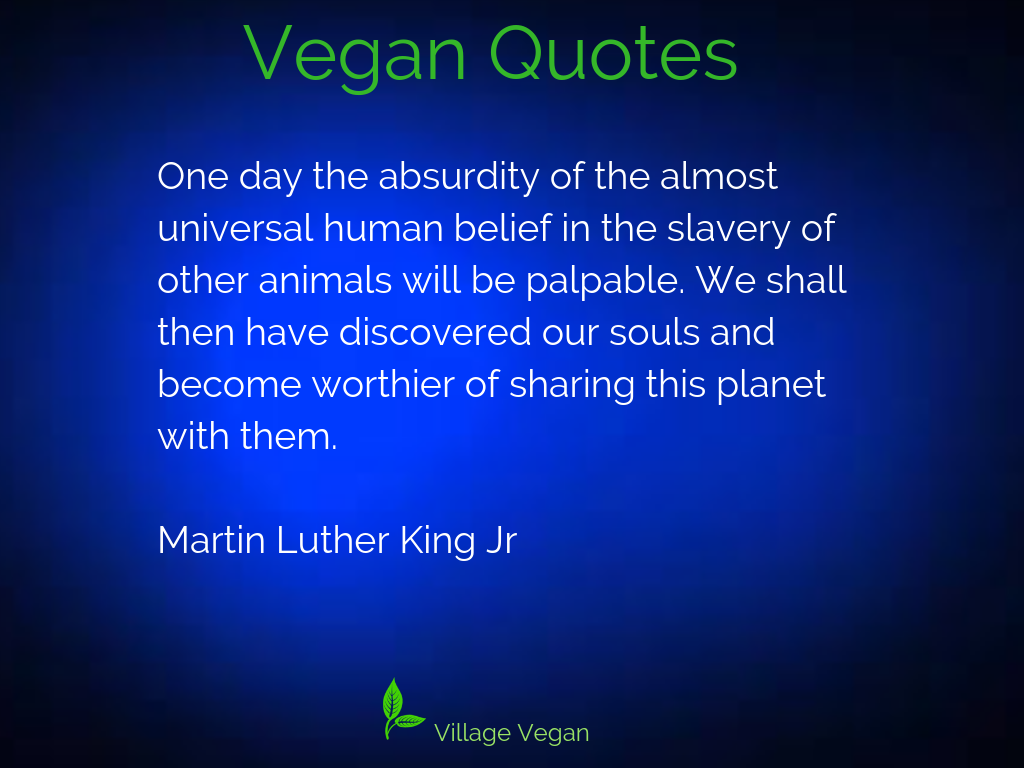 Vegan Quotes
One day the absurdity of the almost
universal human belief in the slavery of
other animals will be palpable. We shall
then have discovered our souls and
become worthier of sharing this planet
with them.
Martin Luther King Jr
Village Vegan